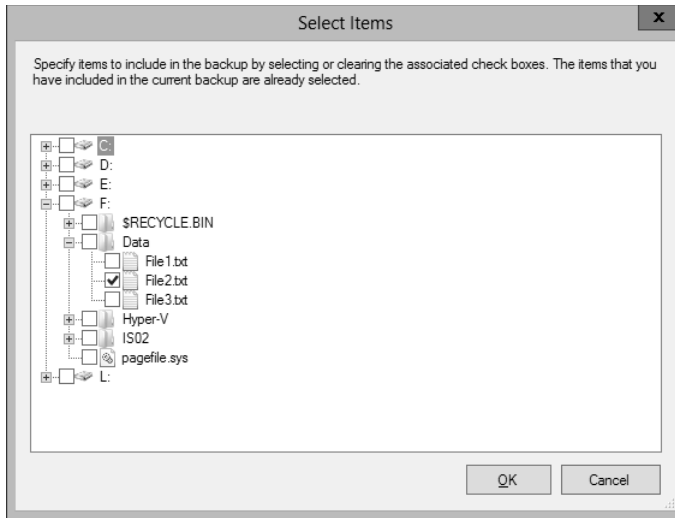 Select Items
x
Specify items to include in the backup by selecting or clearing the associated check boxes. The items that you
have included in the current backup are already selected.
C:
D:
E:
F:
$RECYCLE.BIN
Data
File1.txt
File2.txt
File3.txt
Hyper-V
IS02
pagefile.sys
L:
OK
Cancel